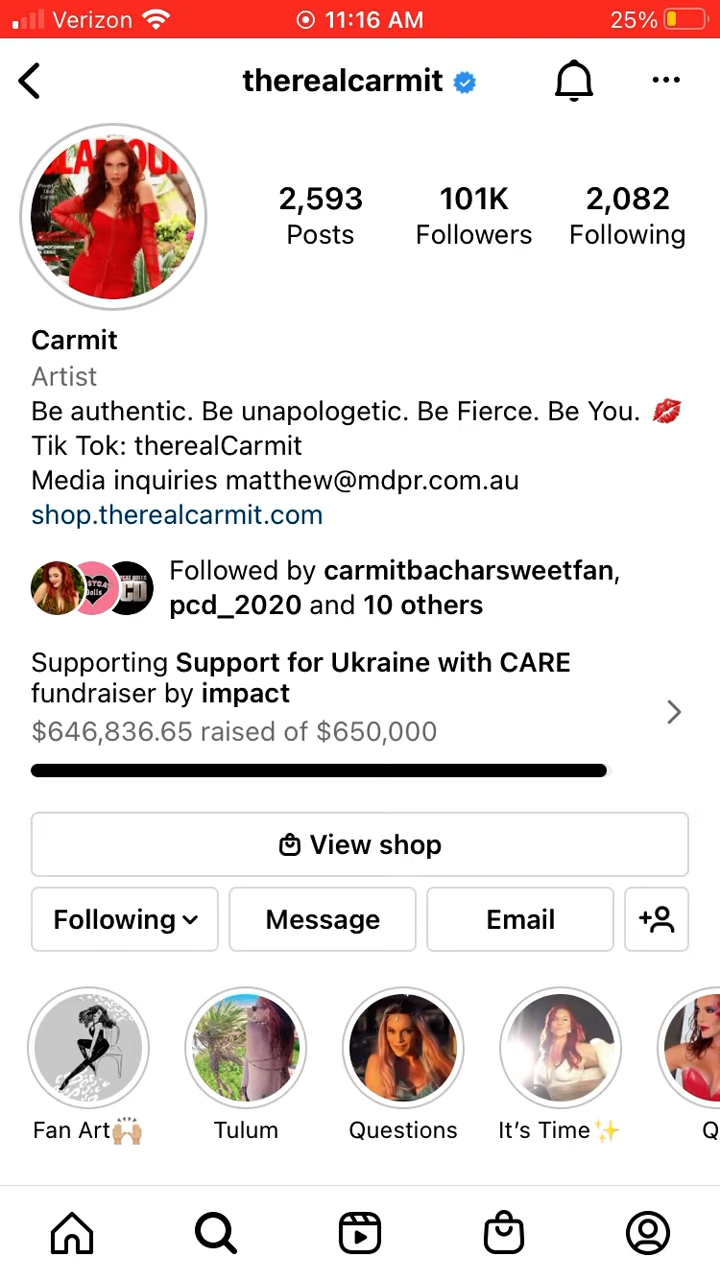 Verizon 11:16 AM 25%
therealcarmit
GLAMOUR
2,593 101K 2,082
Posts Followers Following
Carmit
Artist
Be authentic. Be unapologetic. Be Fierce. Be You. 💋
Tik Tok: therealCarmit
Media inquiries matthew@mdpr.com.au
shop.therealcarmit.com
Followed by carmitbacharsweetfan,
pcd_2020 and 10 others
Supporting Support for Ukraine with CARE
fundraiser by impact
$646,836.65 raised of $650,000
View shop
Following Message Email
Fan Art🙌🏼 Tulum Questions It's Time✨ Q